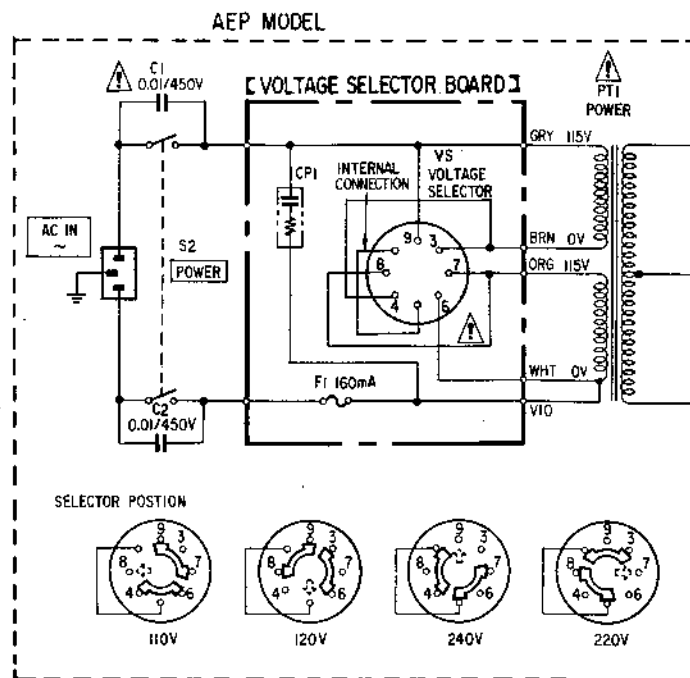 AEP MODEL
C1
0.01/450V
[VOLTAGE SELECTOR BOARD]
PT1
POWER
GRY 115V
INTERNAL
CONNECTION
VS
VOLTAGE
SELECTOR
CP1
AC IN
~
S2
POWER
9 3
8 7
4 6
BRN 0V
ORG 115V
WHT 0V
VIO
F1 160mA
C2
0.01/450V
SELECTOR POSTION
9 3
8 7
4 6
110V
9 3
8 7
4 6
120V
9 3
8 7
4 6
240V
9 3
8 7
4 6
220V